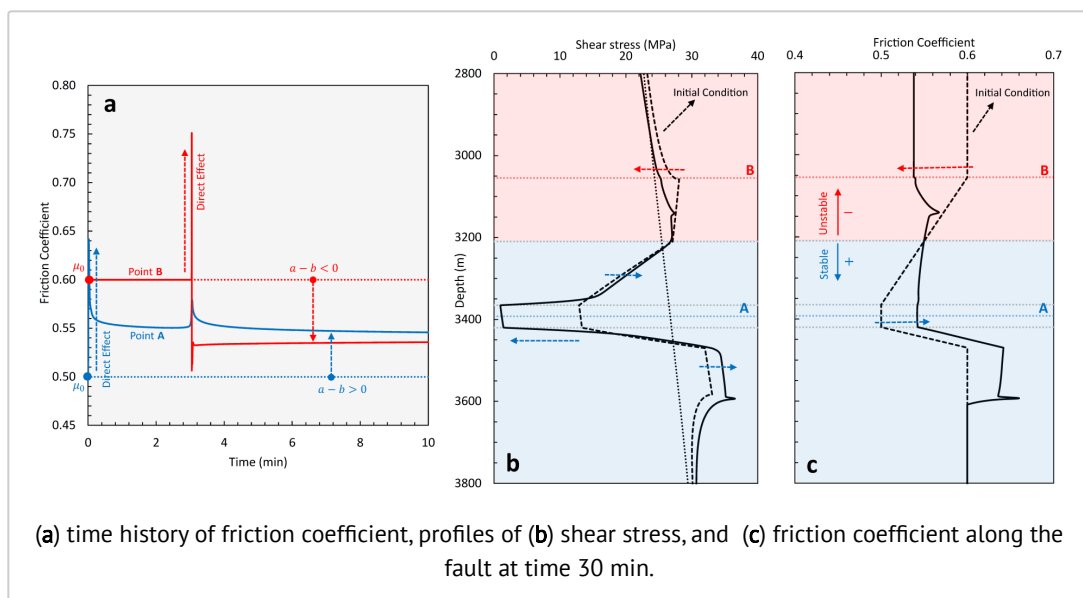 a
Friction Coefficient
0.80
0.75
0.70
0.65
0.60
0.55
0.50
0.45
μ₀
μ₀
Direct Effect
Direct Effect
Point B
Point A
a − b < 0
a − b > 0
0 2 4 6 8 10
Time (min)
Shear stress (MPa)
0 10 20 30 40
Depth (m)
2800
3000
3200
3400
3600
3800
Initial Condition
B
A
b
Friction Coefficient
0.4 0.5 0.6 0.7
Initial Condition
B
Unstable −
Stable +
A
c
(a) time history of friction coefficient, profiles of (b) shear stress, and (c) friction coefficient along the
fault at time 30 min.